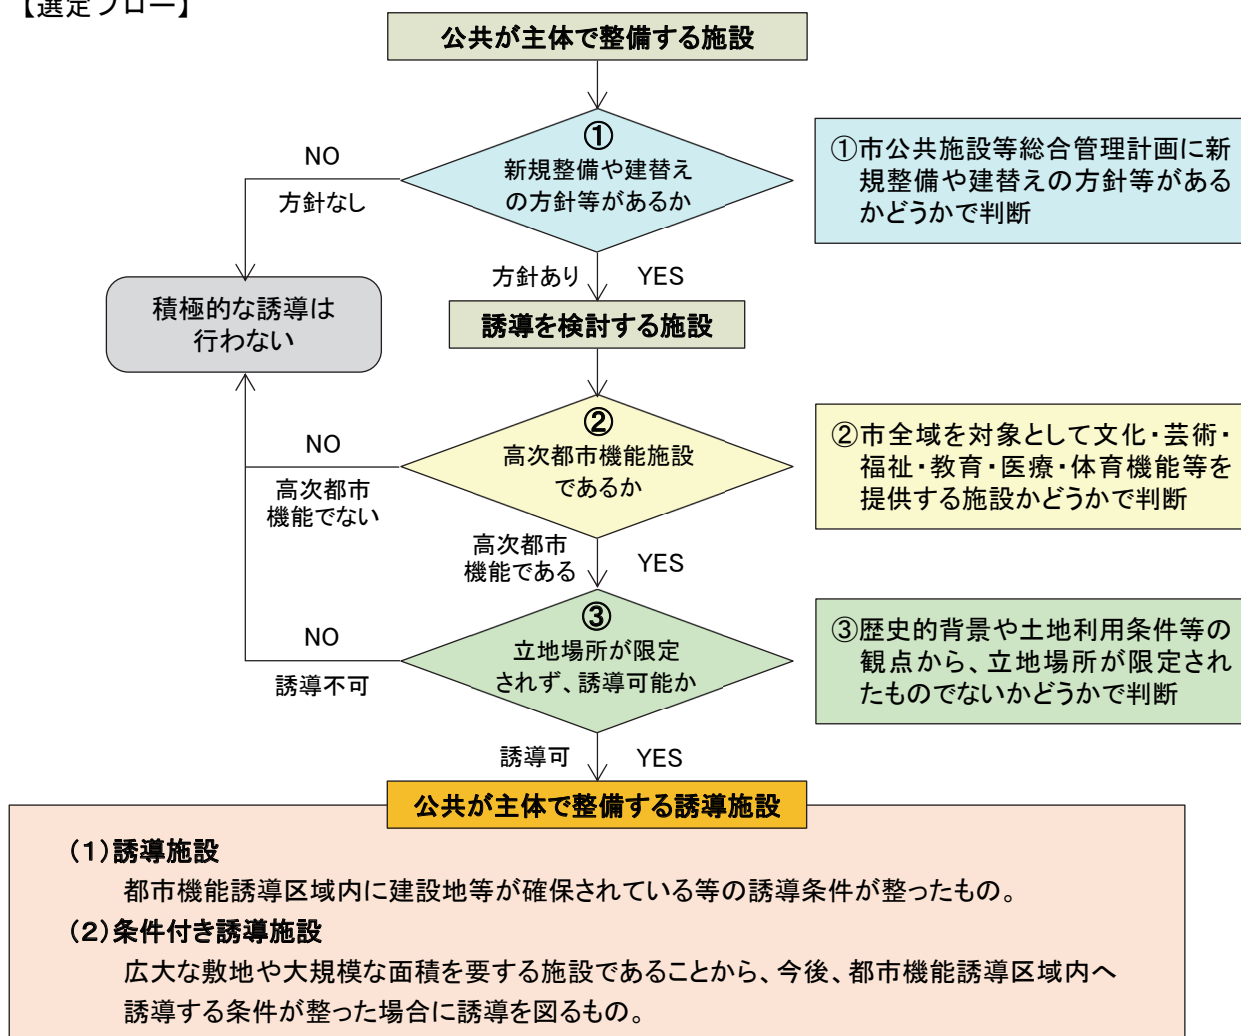 【選定フロー】
公共が主体で整備する施設
①
新規整備や建替え
の方針等があるか
NO
方針なし
①市公共施設等総合管理計画に新
規整備や建替えの方針等がある
かどうかで判断
方針あり YES
積極的な誘導は
行わない
誘導を検討する施設
②
高次都市機能施設
であるか
NO
高次都市
機能でない
②市全域を対象として文化・芸術・
福祉・教育・医療・体育機能等を
提供する施設かどうかで判断
高次都市
機能である
YES
③
立地場所が限定
されず、誘導可能か
NO
誘導不可
③歴史的背景や土地利用条件等の
観点から、立地場所が限定され
たものでないかどうかで判断
誘導可 YES
公共が主体で整備する誘導施設
（1）誘導施設
都市機能誘導区域内に建設地等が確保されている等の誘導条件が整ったもの。
（2）条件付き誘導施設
広大な敷地や大規模な面積を要する施設であることから、今後、都市機能誘導区域内へ
誘導する条件が整った場合に誘導を図るもの。